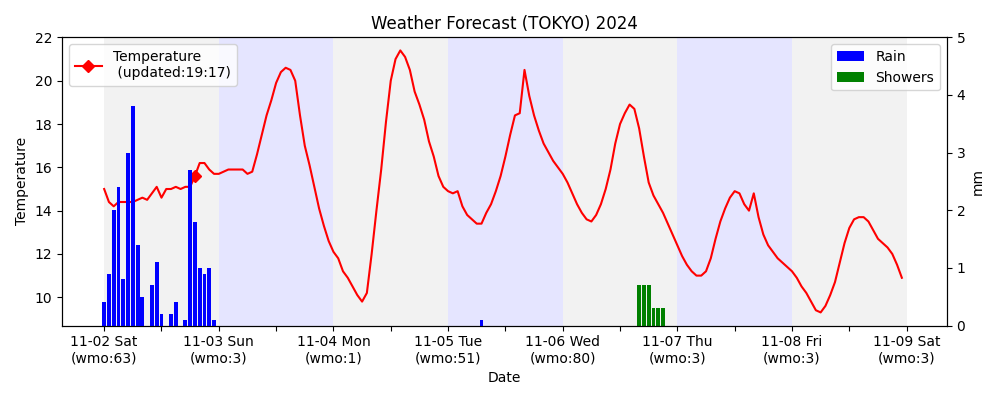 Weather Forecast (TOKYO) 2024
Temperature
(updated:19:17)
Rain
Showers
22
20
18
16
14
12
10
Temperature
5
4
3
2
1
0
mm
11-02 Sat
(wmo:63)
11-03 Sun
(wmo:3)
11-04 Mon
(wmo:1)
11-05 Tue
(wmo:51)
11-06 Wed
(wmo:80)
11-07 Thu
(wmo:3)
11-08 Fri
(wmo:3)
11-09 Sat
(wmo:3)
Date